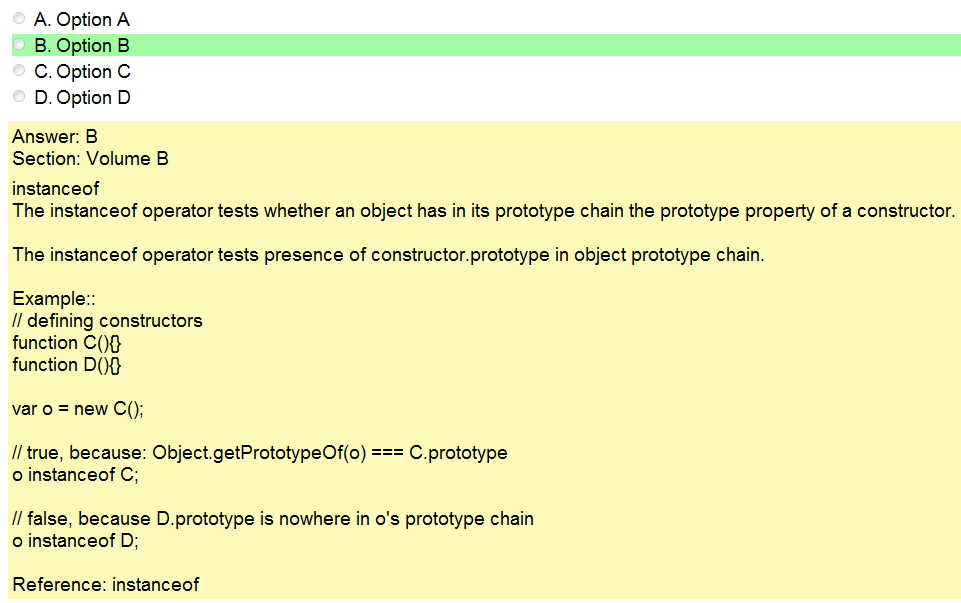 A. Option A
B. Option B
C. Option C
D. Option D
Answer: B
Section: Volume B
instanceof
The instanceof operator tests whether an object has in its prototype chain the prototype property of a constructor.
The instanceof operator tests presence of constructor.prototype in object prototype chain.
Example::
// defining constructors
function C(){}
function D(){}
var o = new C();
// true, because: Object.getPrototypeOf(o) === C.prototype
o instanceof C;
// false, because D.prototype is nowhere in o's prototype chain
o instanceof D;
Reference: instanceof